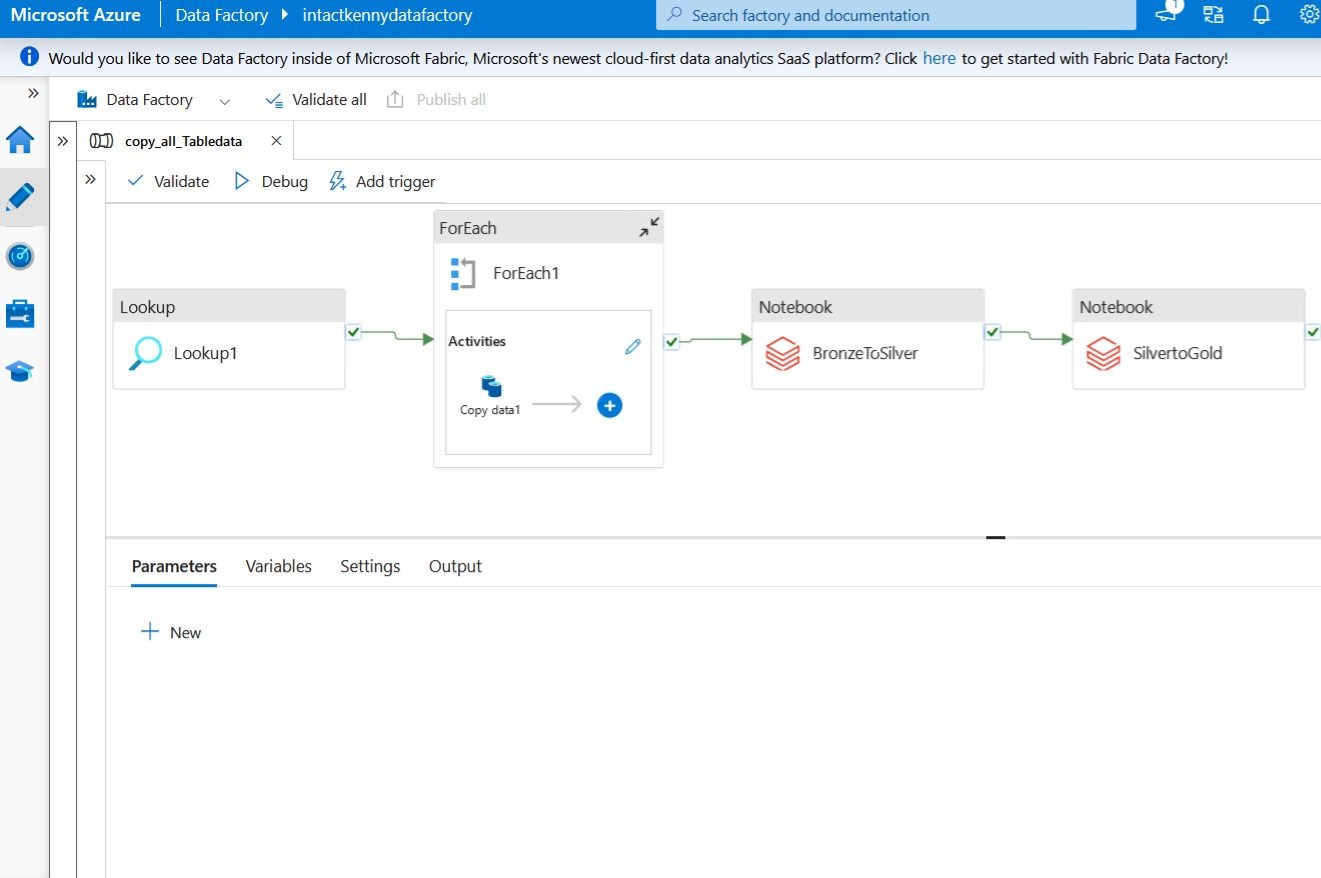 Microsoft Azure Data Factory intactkennydatafactory Search factory and documentation 1
Would you like to see Data Factory inside of Microsoft Fabric, Microsoft's newest cloud-first data analytics SaaS platform? Click here to get started with Fabric Data Factory!
Data Factory Validate all Publish all
copy_all_Tabledata
Validate Debug Add trigger
ForEach
ForEach1
Lookup
Lookup1
Activities
Copy data1
Notebook
BronzeToSilver
Notebook
SilvertoGold
Parameters Variables Settings Output
New